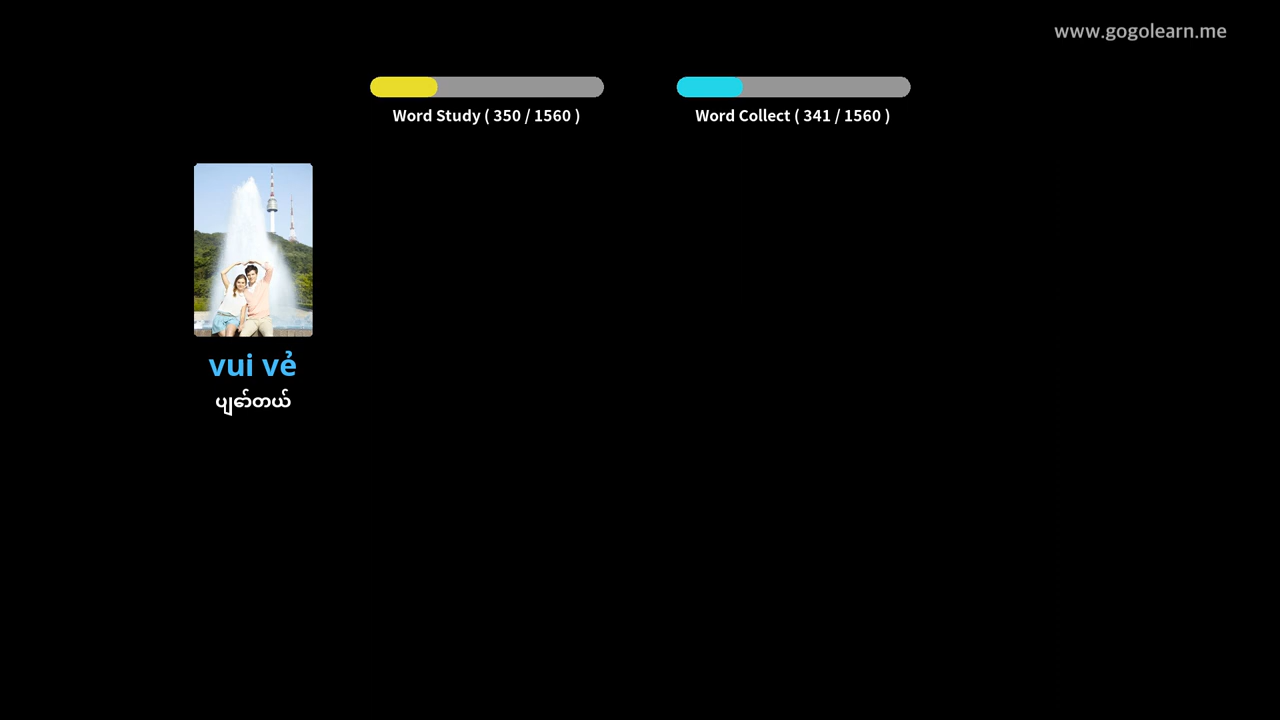 www.gogolearn.me
Word Study ( 350 / 1560 )
Word Collect ( 341 / 1560 )
vui vẻ
ပျော်တယ်